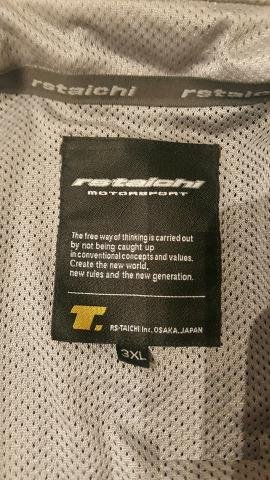 rstaichi rstaichi
rstaichi
MOTORSPORT
The free way of thinking is carried out
by not being caught up
in conventional concepts and values.
Create the new world,
new rules and the new generation.
T. RS-TAICHI Inc. OSAKA. JAPAN
3XL